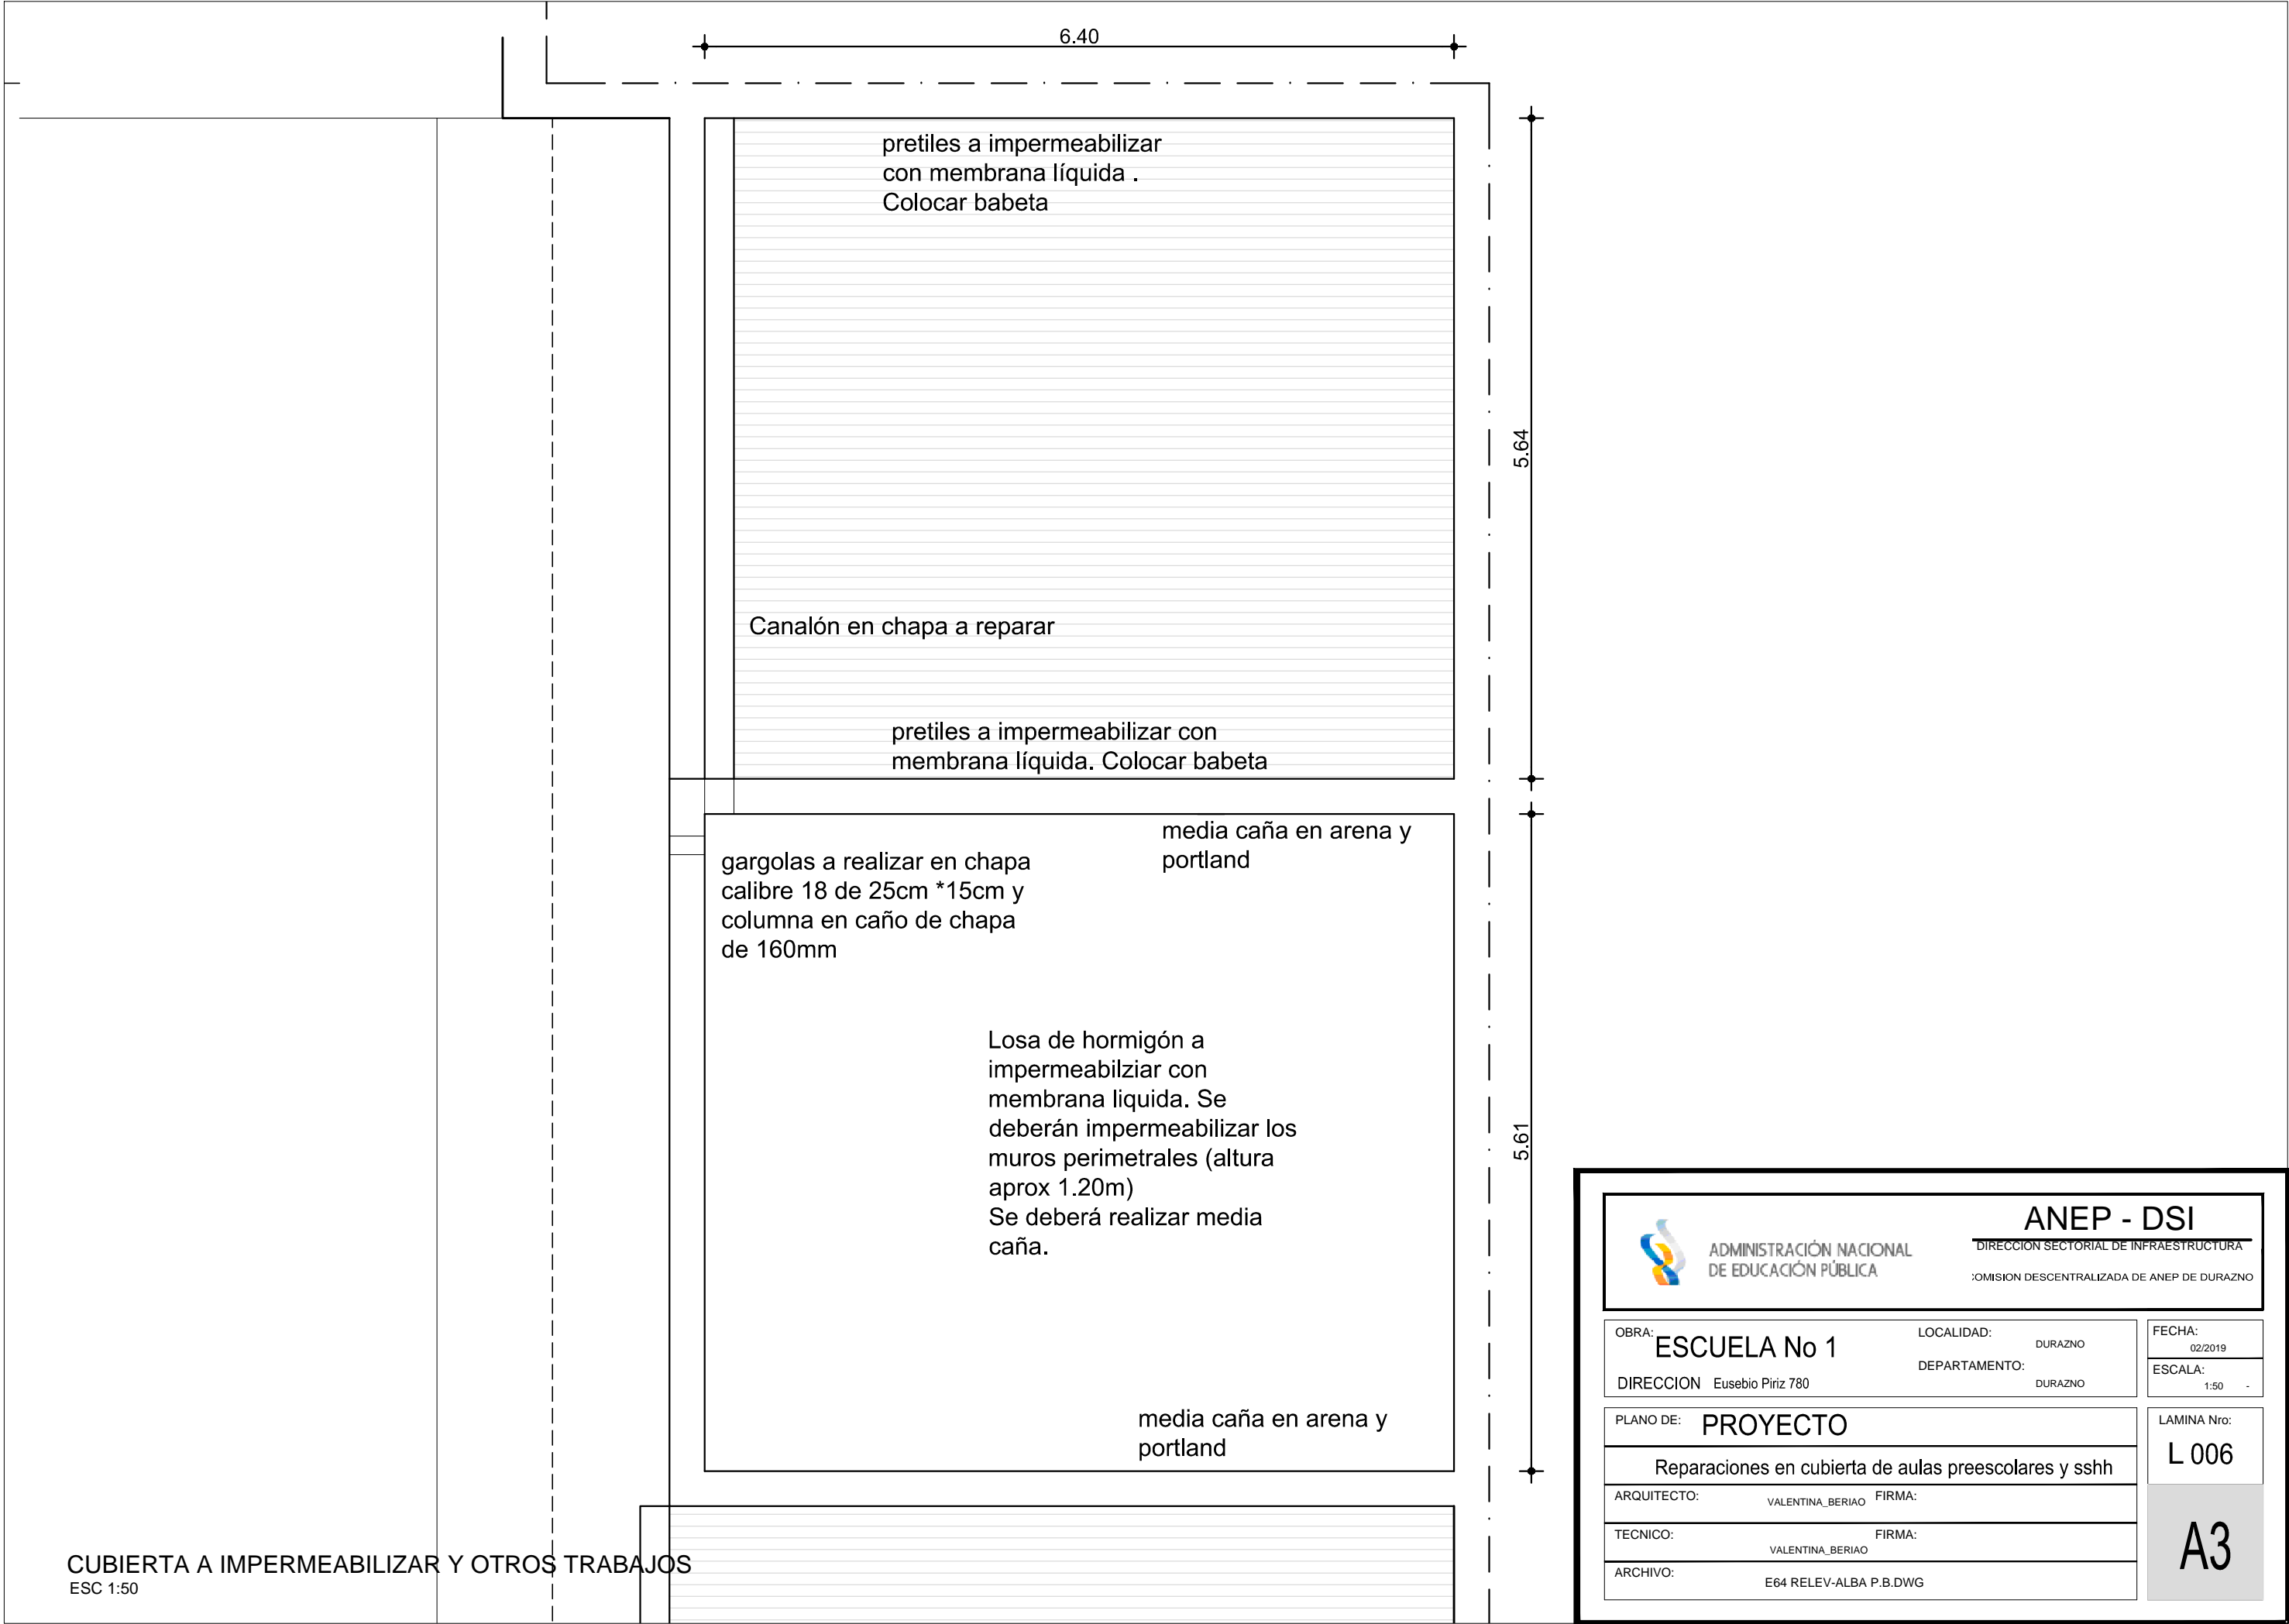 6.40
pretiles a impermeabilizar
con membrana líquida .
Colocar babeta
5.64
Canalón en chapa a reparar
pretiles a impermeabilizar con
membrana líquida. Colocar babeta
media caña en arena y
portland
gargolas a realizar en chapa
calibre 18 de 25cm *15cm y
columna en caño de chapa
de 160mm
Losa de hormigón a
impermeabilziar con
membrana liquida. Se
deberán impermeabilizar los
muros perimetrales (altura
aprox 1.20m)
Se deberá realizar media
caña.
5.61
media caña en arena y
portland
CUBIERTA A IMPERMEABILIZAR Y OTROS TRABAJOS
ESC 1:50
ADMINISTRACIÓN NACIONAL
DE EDUCACIÓN PÚBLICA
ANEP - DSI
DIRECCION SECTORIAL DE INFRAESTRUCTURA
COMISION DESCENTRALIZADA DE ANEP DE DURAZNO
OBRA: ESCUELA No 1
LOCALIDAD: DURAZNO
DEPARTAMENTO: DURAZNO
DIRECCION Eusebio Piriz 780
FECHA:
02/2019
ESCALA:
1:50 -
PLANO DE: PROYECTO
Reparaciones en cubierta de aulas preescolares y sshh
LAMINA Nro:
L 006
ARQUITECTO: VALENTINA_BERIAO FIRMA:
TECNICO: VALENTINA_BERIAO FIRMA:
ARCHIVO: E64 RELEV-ALBA P.B.DWG
A3